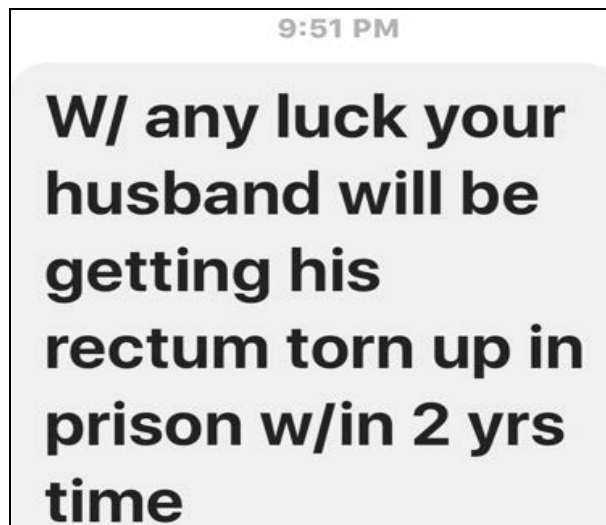 9:51 PM
W/ any luck your
husband will be
getting his
rectum torn up in
prison w/in 2 yrs
time